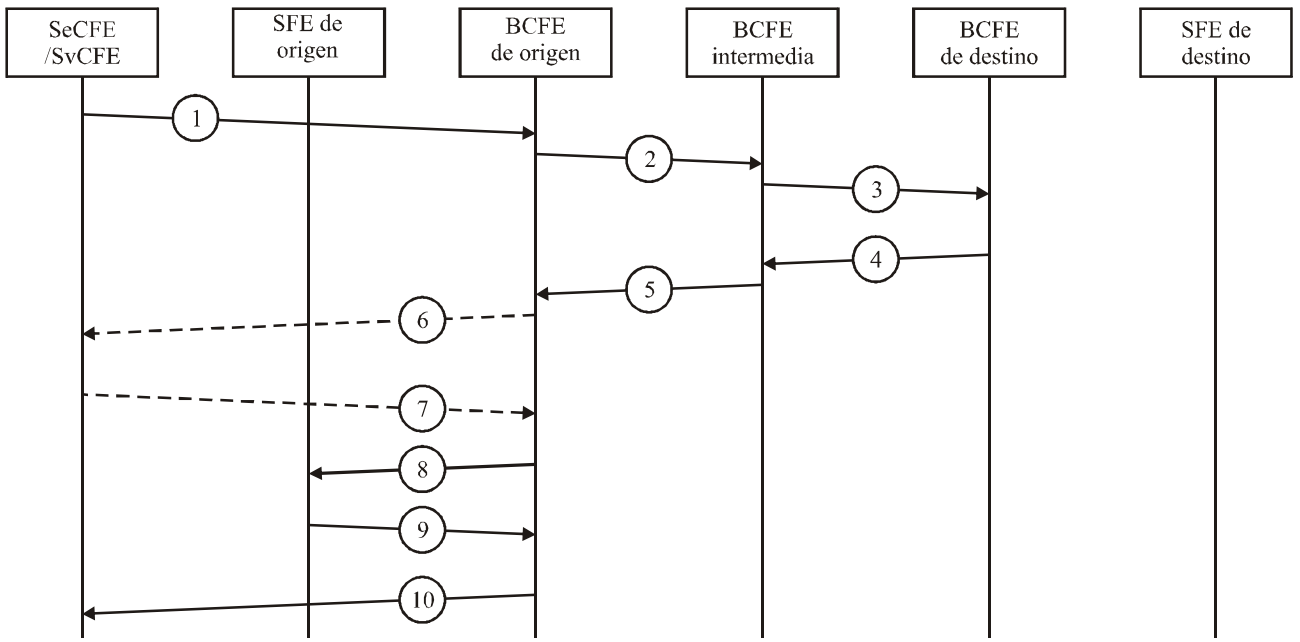 SeCFE
/SvCFE
SFE de
origen
BCFE
de origen
BCFE
intermedia
BCFE
de destino
SFE de
destino
1
2
3
4
5
6
7
8
9
10